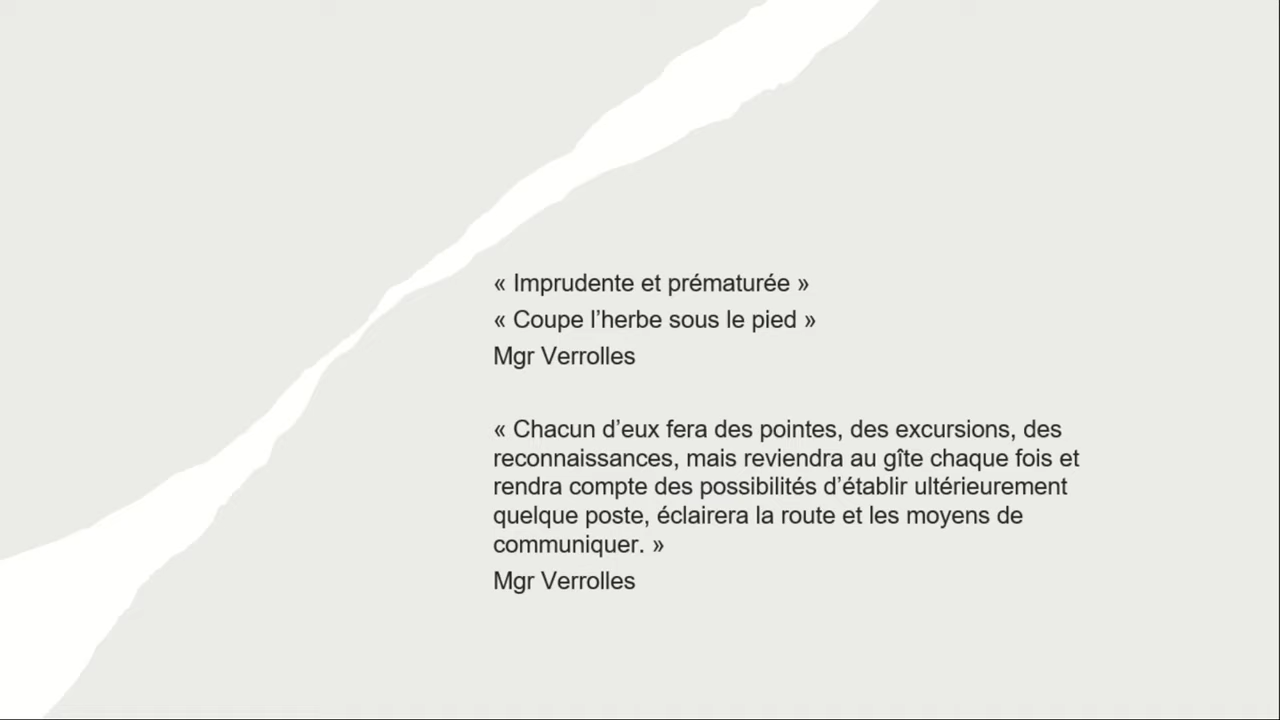 « Imprudente et prématurée »
« Coupe l’herbe sous le pied »
Mgr Verrolles
« Chacun d’eux fera des pointes, des excursions, des
reconnaissances, mais reviendra au gîte chaque fois et
rendra compte des possibilités d’établir ultérieurement
quelque poste, éclairera la route et les moyens de
communiquer. »
Mgr Verrolles